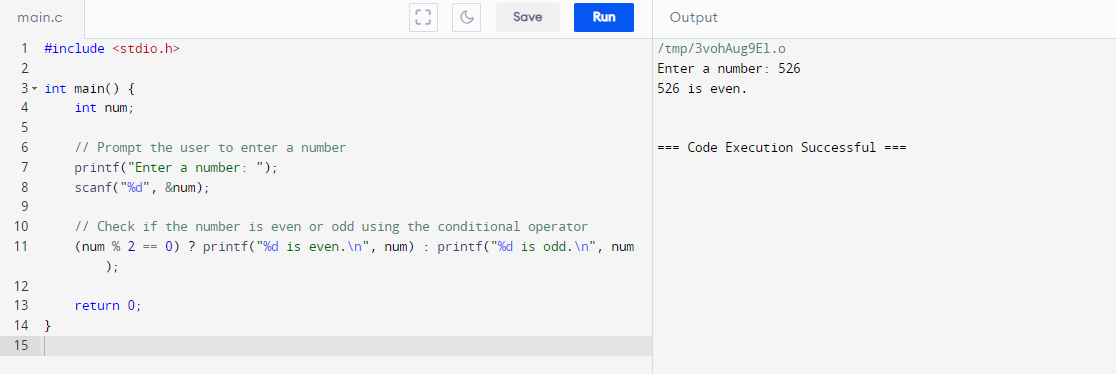 main.c
Save
Run
Output
1 #include <stdio.h>
2
3 int main() {
4     int num;
5
6     // Prompt the user to enter a number
7     printf("Enter a number: ");
8     scanf("%d", &num);
9
10     // Check if the number is even or odd using the conditional operator
11     (num % 2 == 0) ? printf("%d is even.\n", num) : printf("%d is odd.\n", num
);
12
13     return 0;
14 }
15
/tmp/3vohAug9El.o
Enter a number: 526
526 is even.
=== Code Execution Successful ===